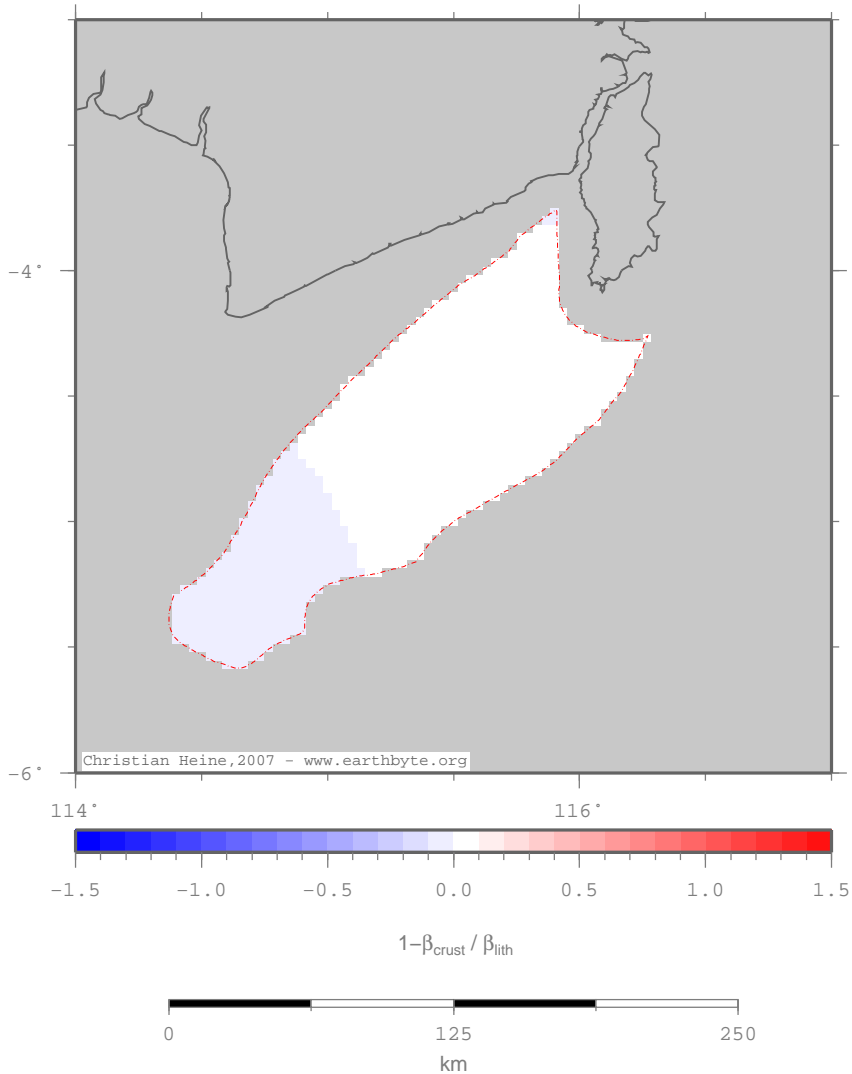 −4°
−6°
Christian Heine,2007 − www.earthbyte.org
114° 116°
−1.5 −1.0 −0.5 0.0 0.5 1.0 1.5
1−βcrust / βlith
0 125 250
km